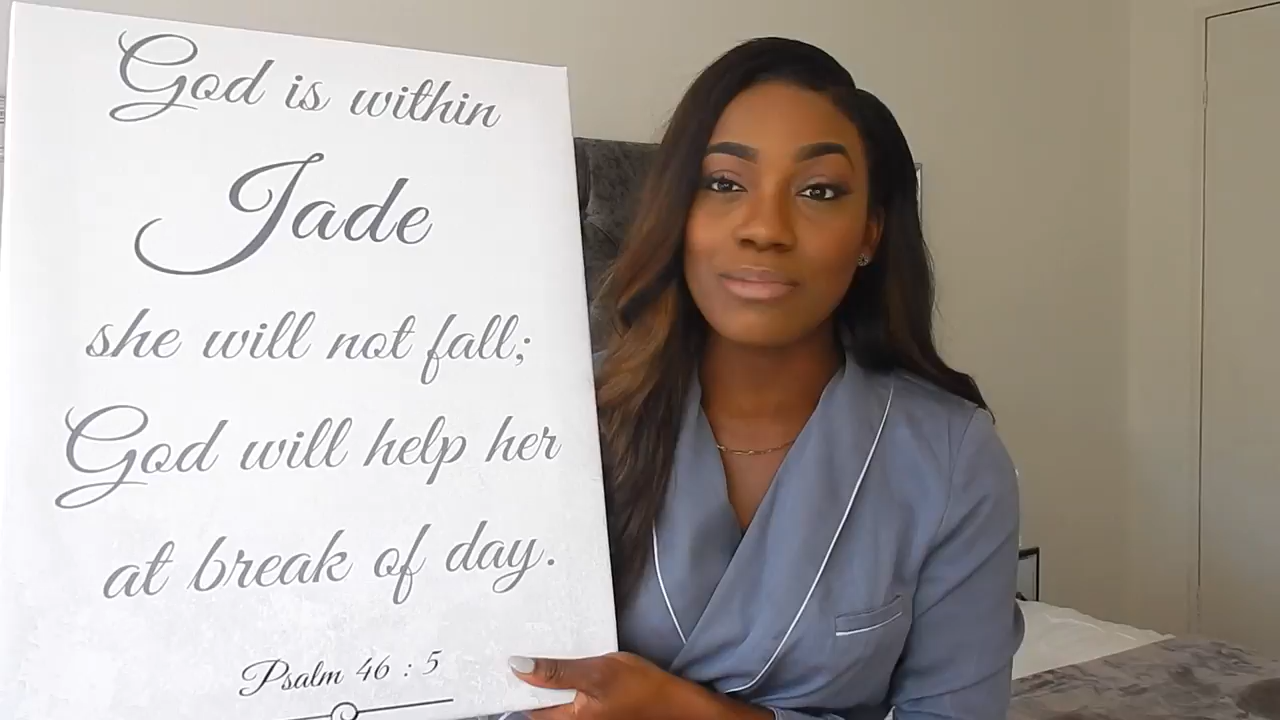 God is within
Jade
she will not fall;
God will help her
at break of day.
Psalm 46 : 5